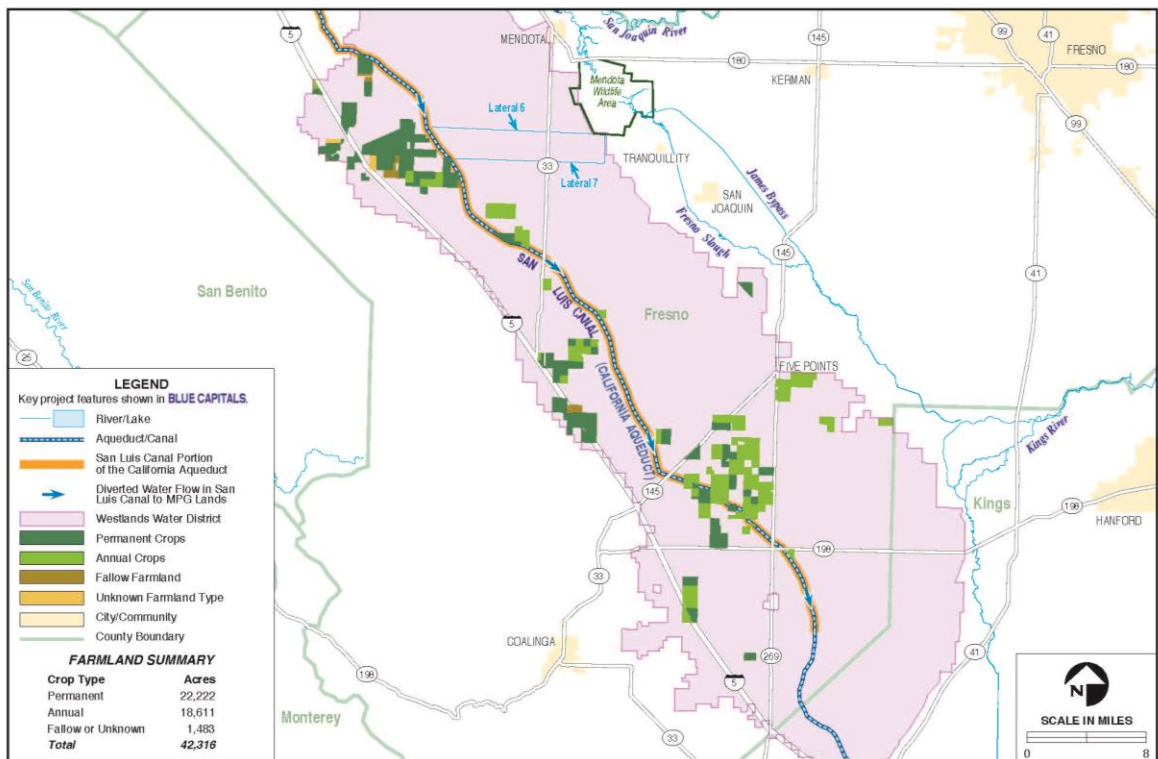 5
MENDOTA
San Joaquin River
145
99
41
FRESNO
180
180
KERMAN
Mendota
Wildlife
Area
Lateral 6
99
33
TRANQUILLITY
Lateral 7
James Bypass
SAN
JOAQUIN
Fresno Slough
145
41
SAN
LUIS CANAL
(CALIFORNIA AQUEDUCT)
San Benito River
San Benito
5
Fresno
25
FIVE POINTS
Kings River
145
Kings
198
HANFORD
198
33
COALINGA
269
41
5
198
33
Monterey
LEGEND
Key project features shown in BLUE CAPITALS.
River/Lake
Aqueduct/Canal
San Luis Canal Portion
of the California Aqueduct
Diverted Water Flow in San
Luis Canal to MPG Lands
Westlands Water District
Permanent Crops
Annual Crops
Fallow Farmland
Unknown Farmland Type
City/Community
County Boundary
FARMLAND SUMMARY
Crop Type Acres
Permanent 22,222
Annual 18,611
Fallow or Unknown 1,483
Total 42,316
N
SCALE IN MILES
0 8